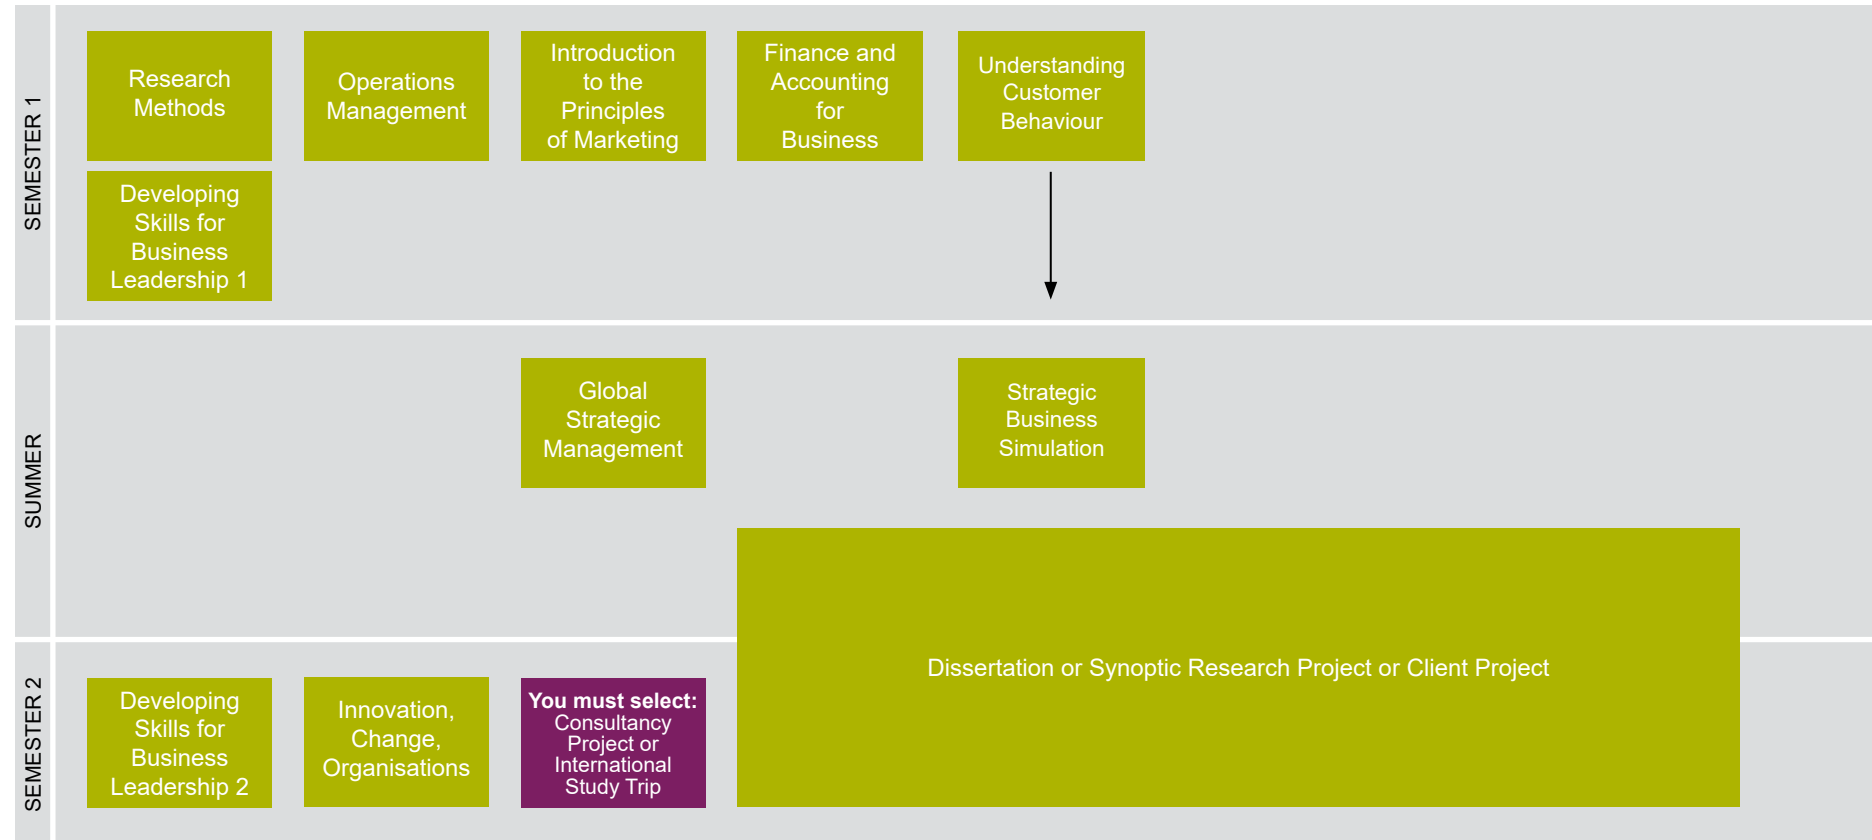 SEMESTER 1
Research
Methods
Operations
Management
Introduction
to the
Principles
of Marketing
Finance and
Accounting
for
Business
Understanding
Customer
Behaviour
Developing
Skills for
Business
Leadership 1
SUMMER
Global
Strategic
Management
Strategic
Business
Simulation
Dissertation or Synoptic Research Project or Client Project
SEMESTER 2
Developing
Skills for
Business
Leadership 2
Innovation,
Change,
Organisations
You must select:
Consultancy
Project or
International
Study Trip